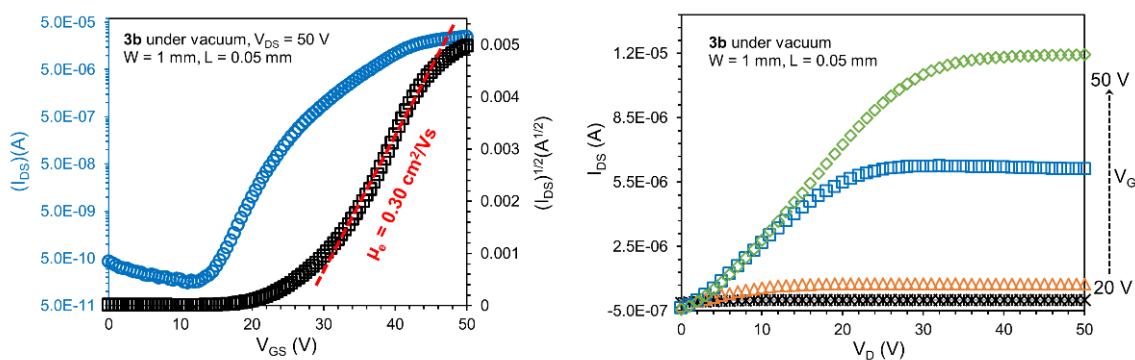 5.0E-05
5.0E-06
5.0E-07
5.0E-08
5.0E-09
5.0E-10
5.0E-11
(I_DS)(A)
3b under vacuum, V_DS = 50 V
W = 1 mm, L = 0.05 mm
μ_e = 0.30 cm²/Vs
0.005
0.004
0.003
0.002
0.001
0
(I_DS)^1/2(A^1/2)
0 10 20 30 40 50
V_GS (V)
1.2E-05
8.5E-06
5.5E-06
2.5E-06
-5.0E-07
I_DS (A)
3b under vacuum
W = 1 mm, L = 0.05 mm
50 V
V_G
20 V
0 10 20 30 40 50
V_D (V)